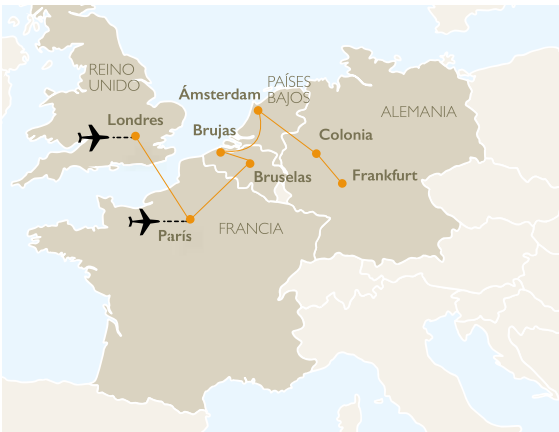 REINO
UNIDO
PAÍSES
BAJOS
Ámsterdam
ALEMANIA
Londres
Brujas
Colonia
Bruselas
Frankfurt
París
FRANCIA